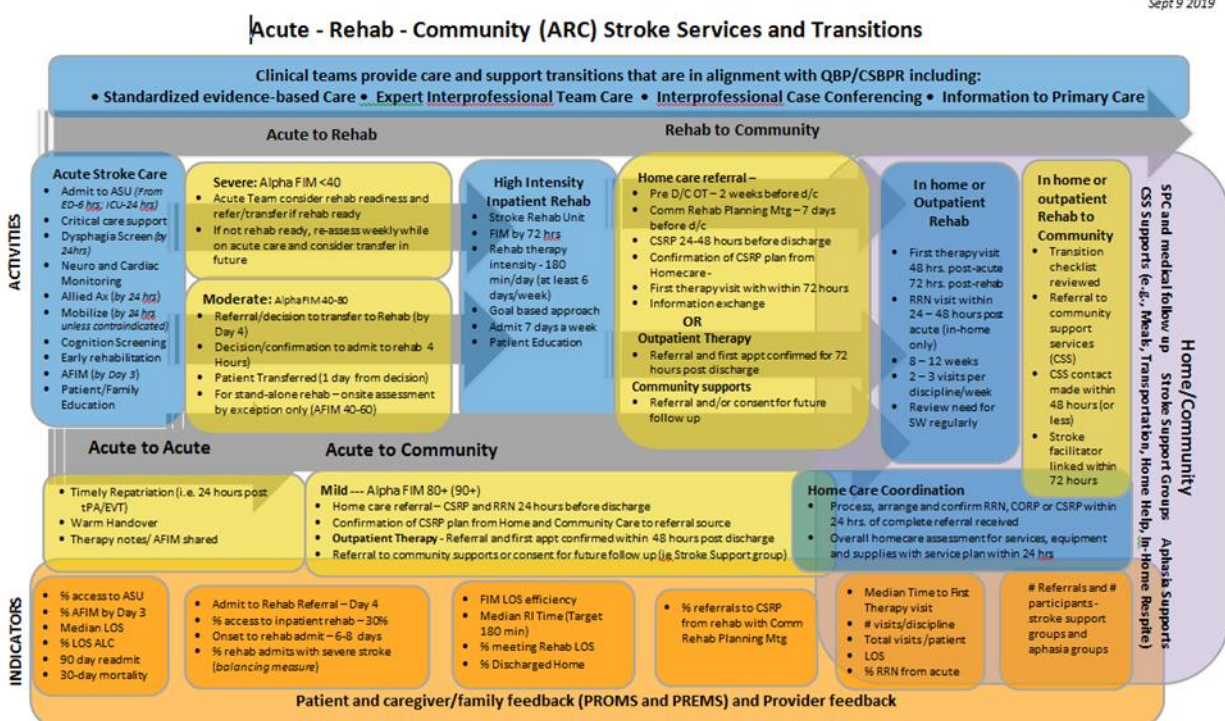 Sept 9 2019
Acute - Rehab - Community (ARC) Stroke Services and Transitions
Clinical teams provide care and support transitions that are in alignment with QBP/CSBPR including:
• Standardized evidence-based Care • Expert Interprofessional Team Care • Interprofessional Case Conferencing • Information to Primary Care
Acute to Rehab
Rehab to Community
ACTIVITIES
Acute Stroke Care
• Admit to ASU (From
ED-6 hrs; ICU-24 hrs)
• Critical care support
• Dysphagia Screen (by
24hrs)
• Neuro and Cardiac
Monitoring
• Allied Ax (by 24 hrs)
• Mobilize (by 24 hrs
unless contraindicated)
• Cognition Screening
• Early rehabilitation
• AFIM (by Day 3)
• Patient/Family
Education
Severe: Alpha FIM <40
• Acute Team consider rehab readiness and
refer/transfer if rehab ready
• If not rehab ready, re-assess weekly while
on acute care and consider transfer in
future
Moderate: AlphaFIM 40-80
• Referral/decision to transfer to Rehab (by
Day 4)
• Decision/confirmation to admit to rehab 4
Hours)
• Patient Transferred (1 day from decision)
• For stand-alone rehab – onsite assessment
by exception only (AFIM 40-60)
High Intensity
Inpatient Rehab
• Stroke Rehab Unit
• FIM by 72 hrs
• Rehab therapy
intensity - 180
min/day (at least 6
days/week)
• Goal based approach
• Admit 7 days a week
• Patient Education
Home care referral –
• Pre D/C OT – 2 weeks before d/c
• Comm Rehab Planning Mtg – 7 days
before d/c
• CSRP 24-48 hours before discharge
• Confirmation of CSRP plan from
Homecare-
• First therapy visit with within 72 hours
• Information exchange
OR
Outpatient Therapy
• Referral and first appt confirmed for 72
hours post discharge
Community supports
• Referral and/or consent for future
follow up
In home or
Outpatient
Rehab
• First therapy visit
48 hrs. post-acute
72 hrs. post-rehab
• RRN visit within
24 – 48 hours post
acute (in-home
only)
• 8 – 12 weeks
• 2 – 3 visits per
discipline/week
• Review need for
SW regularly
In home or
outpatient
Rehab to
Community
• Transition
checklist
reviewed
• Referral to
community
support
services
(CSS)
• CSS contact
made within
48 hours (or
less)
• Stroke
facilitator
linked within
72 hours
SPC and medical follow up Stroke Support Groups Aphasia Supports
CSS Supports (e.g., Meals, Transportation, Home Help, In-Home Respite)
Home/Community
Acute to Acute
Acute to Community
• Timely Repatriation (i.e. 24 hours post
tPA/EVT)
• Warm Handover
• Therapy notes/ AFIM shared
Mild --- Alpha FIM 80+ (90+)
• Home care referral – CSRP and RRN 24 hours before discharge
• Confirmation of CSRP plan from Home and Community Care to referral source
• Outpatient Therapy - Referral and first appt confirmed within 48 hours post discharge
• Referral to community supports or consent for future follow up (ie Stroke Support group)
Home Care Coordination
• Process, arrange and confirm RRN, CORP or CSRP within
24 hrs. of complete referral received
• Overall homecare assessment for services, equipment
and supplies with service plan within 24 hrs
INDICATORS
• % access to ASU
• % AFIM by Day 3
• Median LOS
• % LOS ALC
• 90 day readmit
• 30-day mortality
• Admit to Rehab Referral – Day 4
• % access to inpatient rehab – 30%
• Onset to rehab admit – 6-8 days
• % rehab admits with severe stroke
(balancing measure)
• FIM LOS efficiency
• Median RI Time (Target
180 min)
• % meeting Rehab LOS
• % Discharged Home
• % referrals to CSRP
from rehab with Comm
Rehab Planning Mtg
• Median Time to First
Therapy visit
• # visits/discipline
• Total visits /patient
• LOS
• % RRN from acute
# Referrals and #
participants-
stroke support
groups and
aphasia groups
Patient and caregiver/family feedback (PROMS and PREMS) and Provider feedback